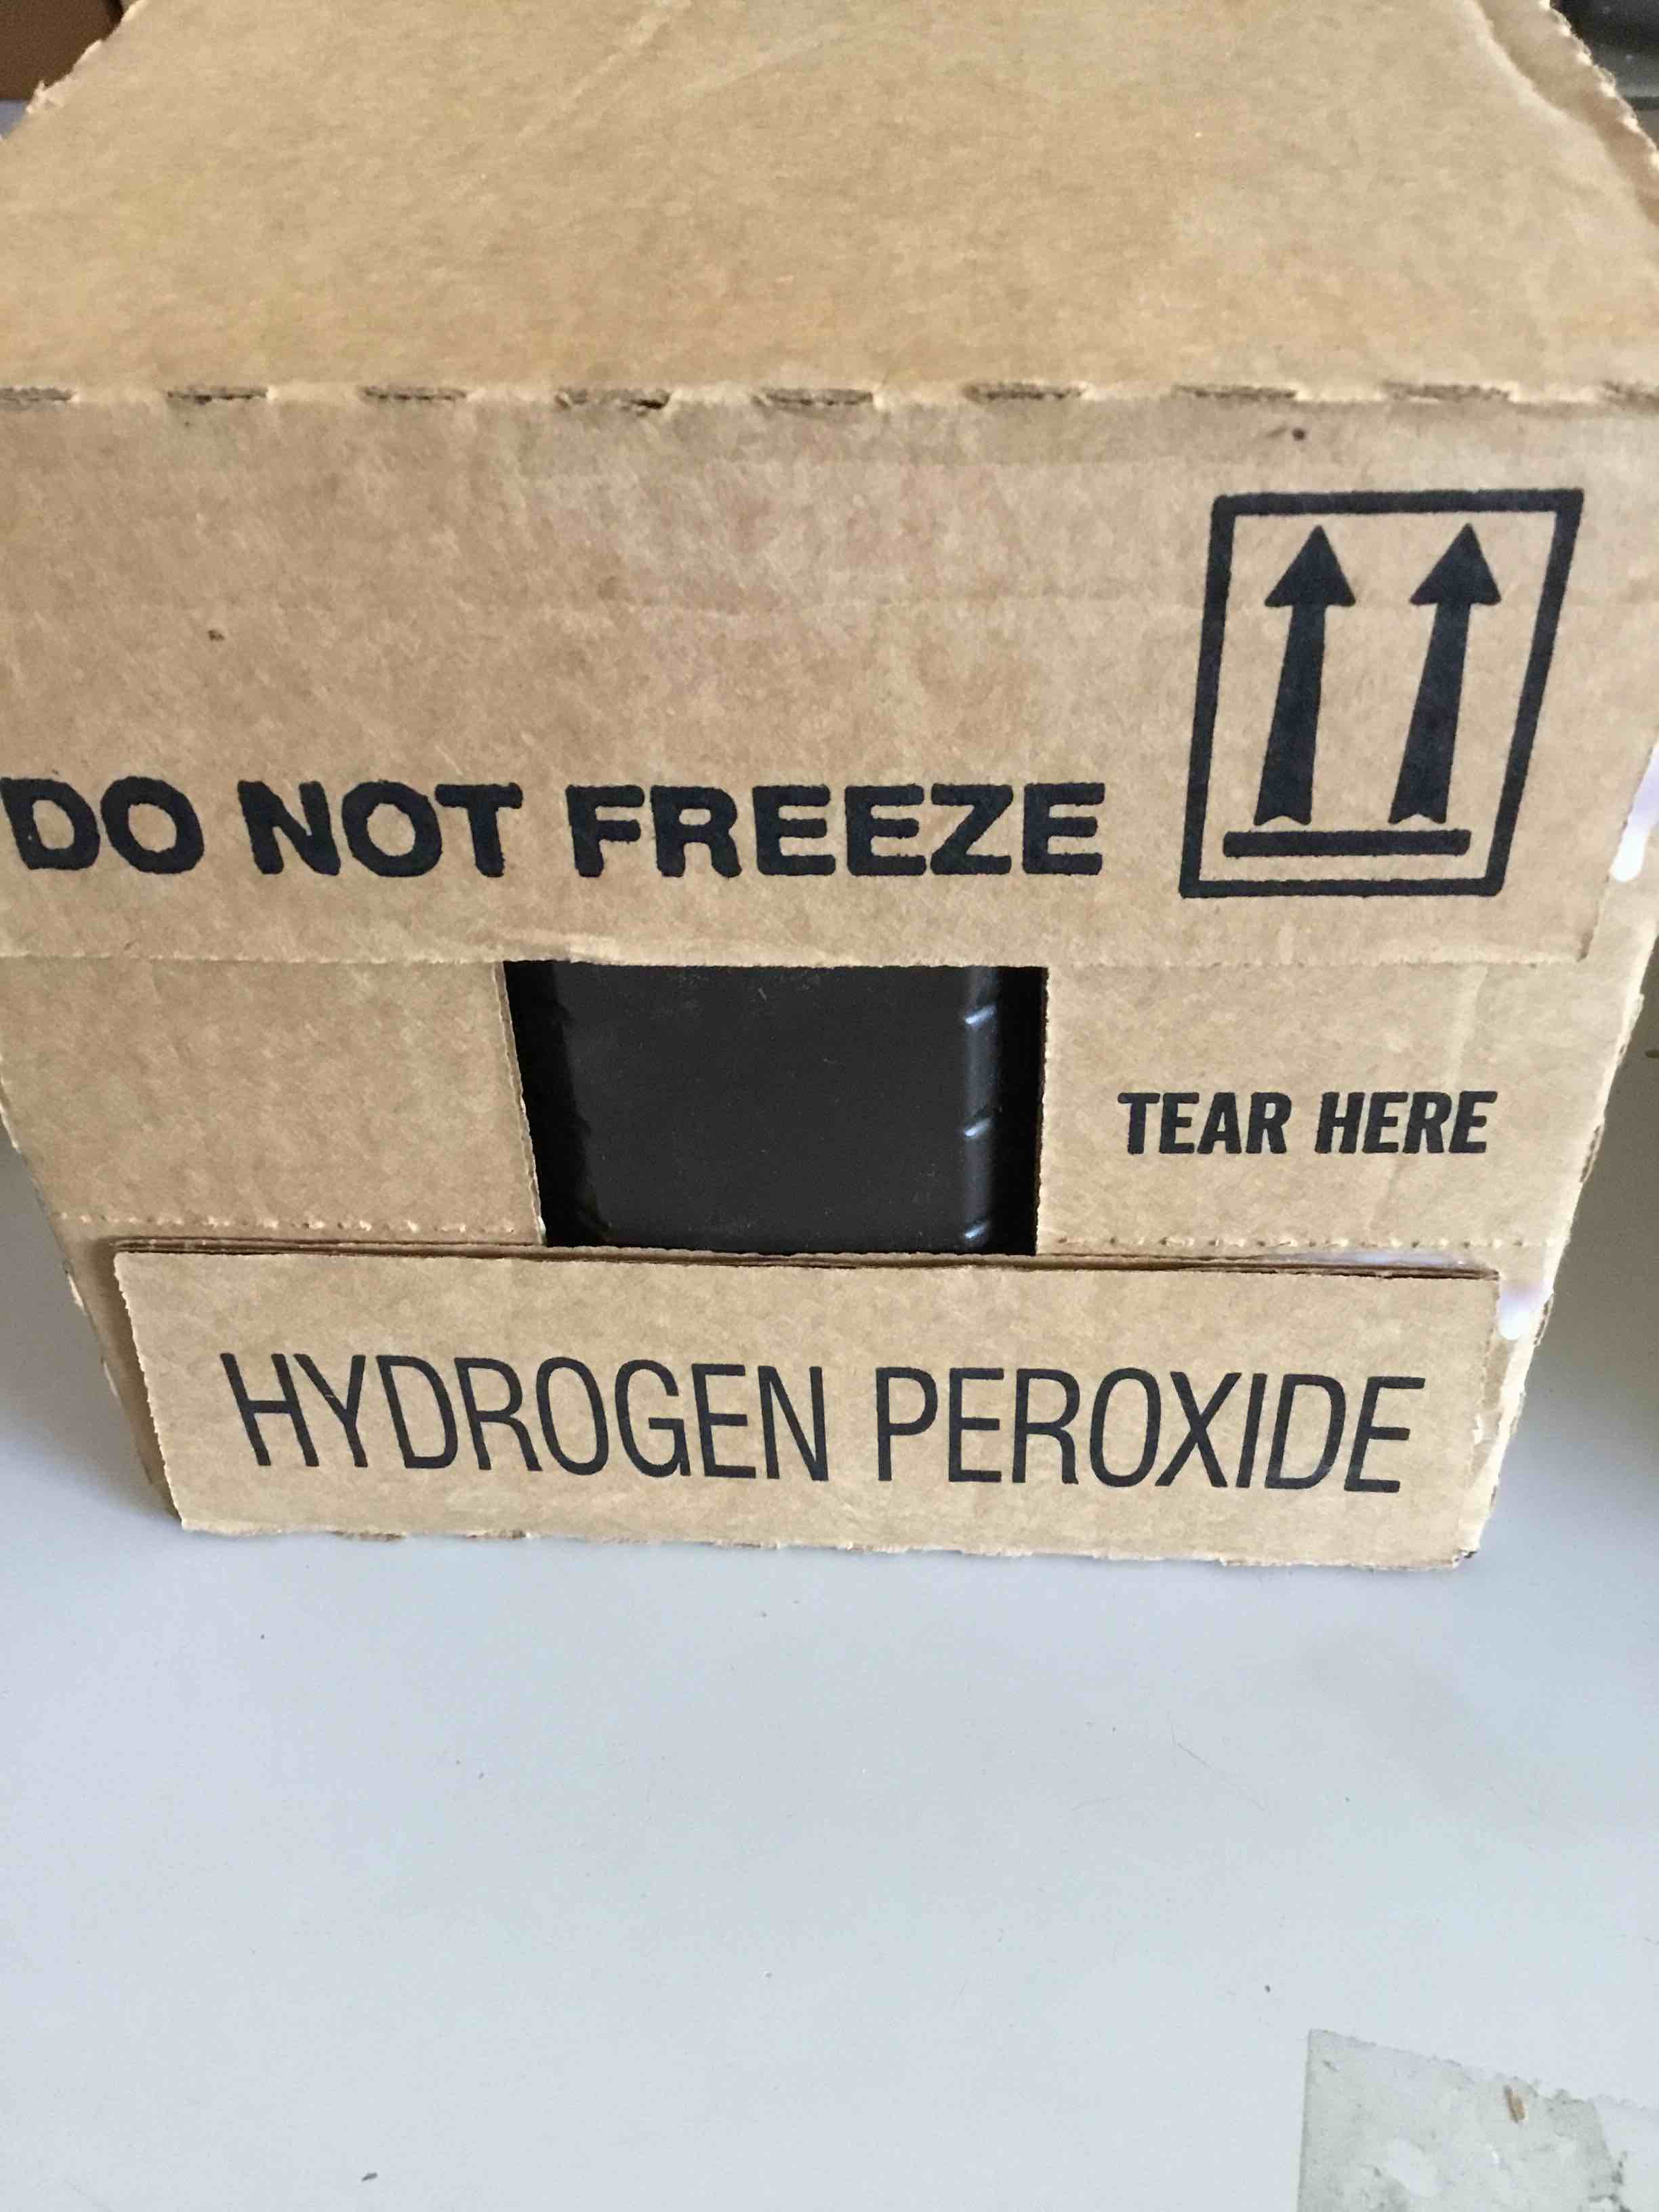 DO NOT FREEZE
TEAR HERE
HYDROGEN PEROXIDE